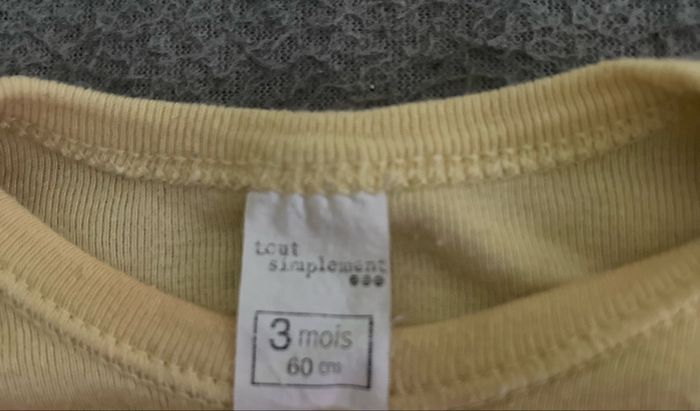 tout
simplement
●●●
3 mois
60 cm